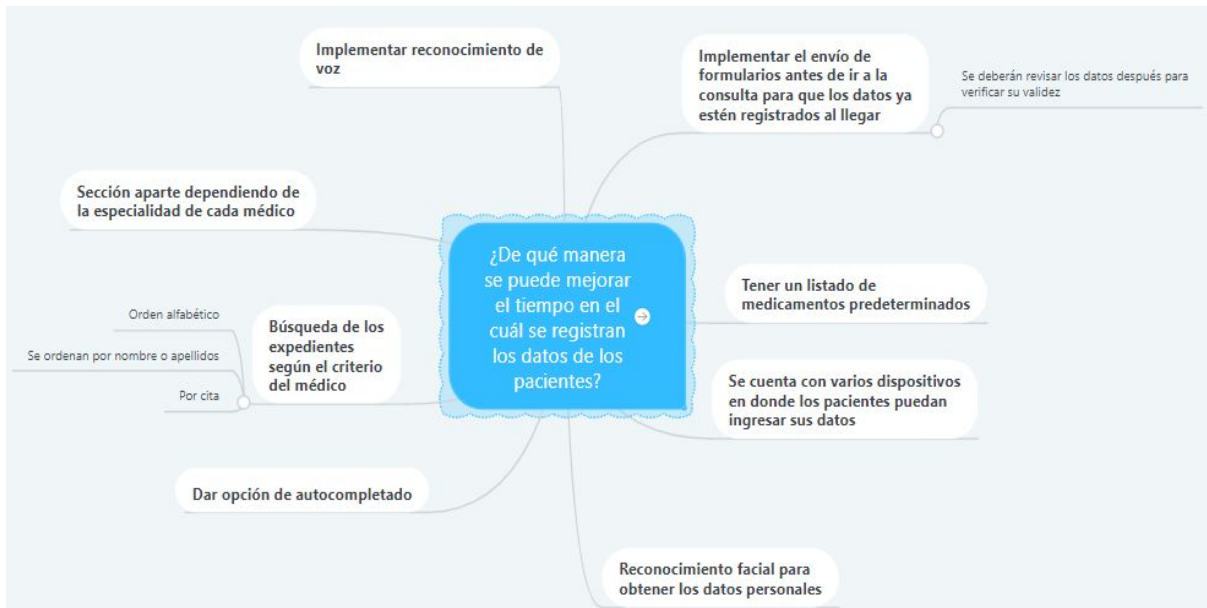 Implementar reconocimiento de
voz
Implementar el envío de
formularios antes de ir a la
consulta para que los datos ya
estén registrados al llegar
Se deberán revisar los datos después para
verificar su validez
Sección aparte dependiendo de
la especialidad de cada médico
¿De qué manera
se puede mejorar
el tiempo en el
cuál se registran
los datos de los
pacientes?
Tener un listado de
medicamentos predeterminados
Búsqueda de los
expedientes
según el criterio
del médico
Orden alfabético
Se ordenan por nombre o apellidos
Por cita
Se cuenta con varios dispositivos
en donde los pacientes puedan
ingresar sus datos
Dar opción de autocompletado
Reconocimiento facial para
obtener los datos personales